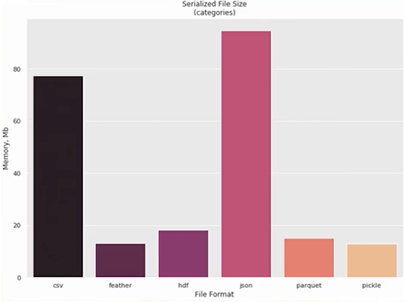 Serialized File Size
(categories)
Memory, Mb
80
60
40
20
0
csv feather hdf json parquet pickle
File Format